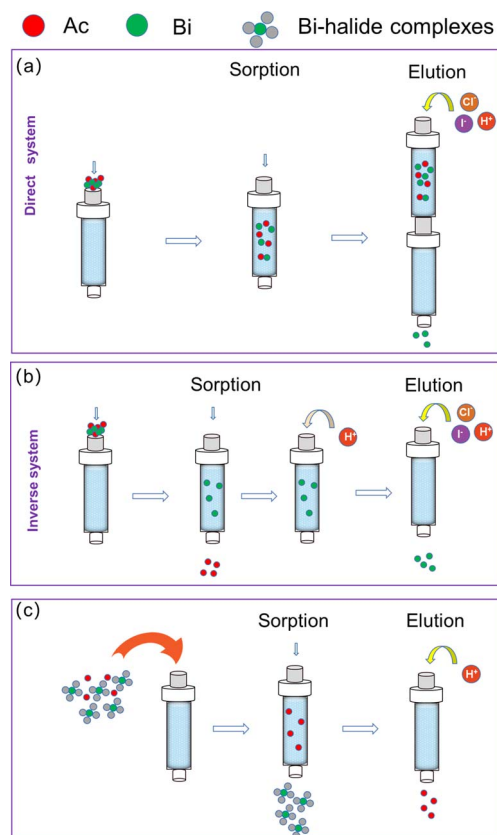 Ac Bi Bi-halide complexes
(a)
Sorption Elution
Cl⁻
I⁻ H⁺
Direct system
(b)
Sorption Elution
Cl⁻
H⁺ I⁻ H⁺
Inverse system
(c)
Sorption Elution
H⁺